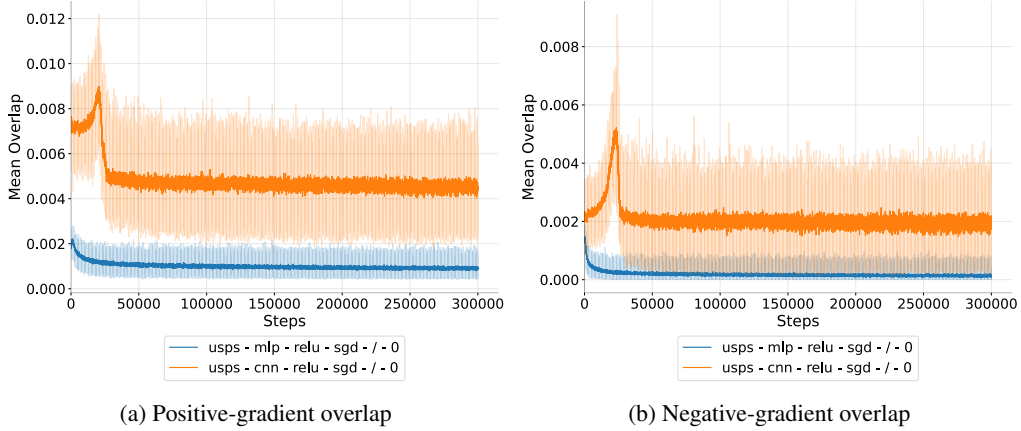 0.012
0.010
0.008
0.006
0.004
0.002
0.000
Mean Overlap
0 50000 100000 150000 200000 250000 300000
Steps
usps - mlp - relu - sgd - / - 0
usps - cnn - relu - sgd - / - 0
(a) Positive-gradient overlap
0.008
0.006
0.004
0.002
0.000
Mean Overlap
0 50000 100000 150000 200000 250000 300000
Steps
usps - mlp - relu - sgd - / - 0
usps - cnn - relu - sgd - / - 0
(b) Negative-gradient overlap